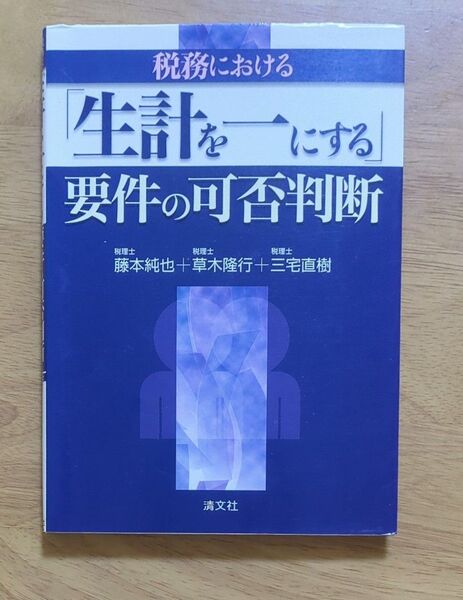 税務における
「生計を一にする」
要件の可否判断
税理士 税理士 税理士
藤本純也+草木隆行+三宅直樹
清文社